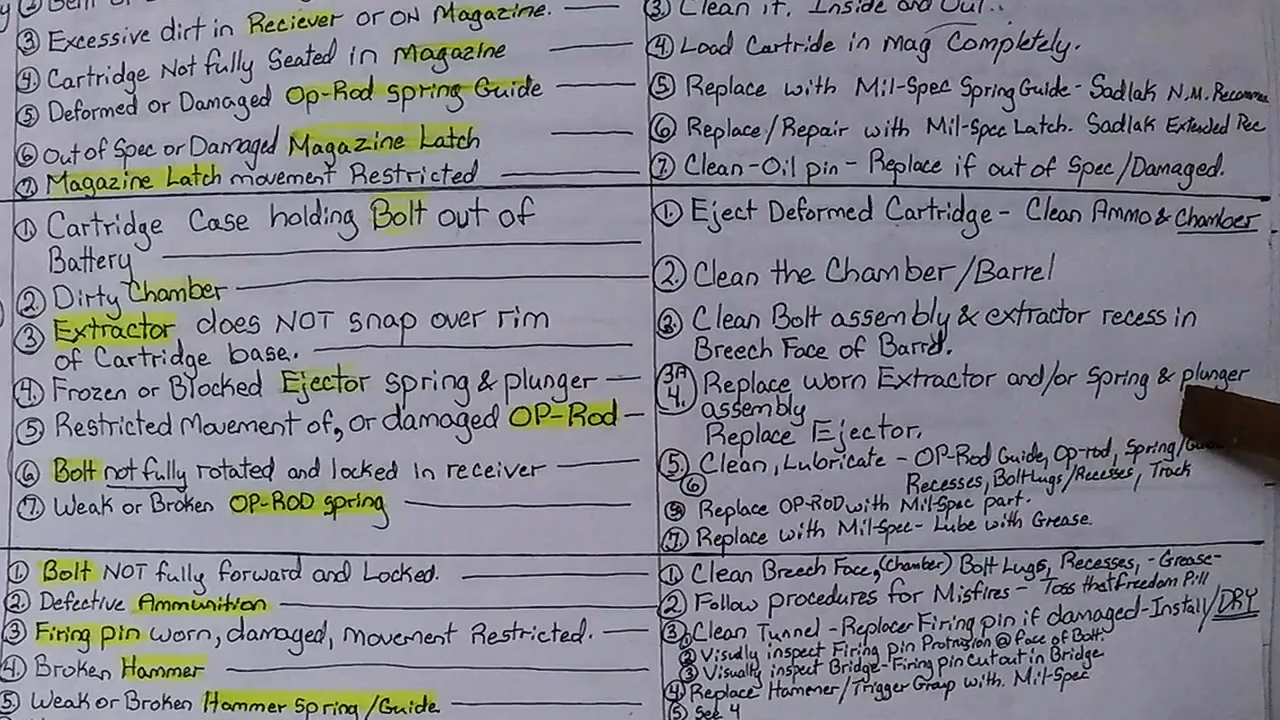 ③ Excessive dirt in Reciever or on Magazine.
④ Cartridge Not fully Seated in Magazine
⑤ Deformed or Damaged Op-Rod spring Guide
⑥ out of Spec or Damaged Magazine Latch
⑦ Magazine Latch movement Restricted
③ Clean it. Inside and Out..
④ Load Cartride in Mag Completely.
⑤ Replace with Mil-Spec Spring Guide - Sadlak N.M.
⑥ Replace/Repair with Mil-Spec Latch. Sadlak Extended Rec
⑦ Clean-Oil pin - Replace if out of Spec/Damaged.
① Cartridge Case holding Bolt out of
Battery
② Dirty Chamber
③ Extractor does NOT snap over rim
of Cartridge base.
④. Frozen or Blocked Ejector spring & plunger
⑤ Restricted Movement of, or damaged OP-Rod
⑥ Bolt not fully rotated and locked in receiver
⑦ Weak or Broken OP-ROD spring
① Eject Deformed Cartridge - Clean Ammo & Chamber
②. Clean the Chamber/Barrel
③. Clean Bolt assembly & extractor recess in
Breech Face of Barrel.
3A Replace worn Extractor and/or Spring & plunger
assembly
4. Replace Ejector.
⑤. Clean, Lubricate - OP-Rod Guide, Op-rod, Spring/
⑥ Recesses, Bolt Lugs/Recesses, Track
Replace OP-ROD with Mil-Spec part.
⑦. Replace with Mil-Spec- Lube with Grease.
① Bolt NOT fully forward and Locked.
②. Defective Ammunition
③ Firing pin worn, damaged, movement Restricted.
④. Broken Hammer
⑤. Weak or Broken Hammer Spring/Guide
① Clean Breech Face, (Chamber) Bolt Lugs, Recesses, -Grease-
② Follow procedures for Misfires - Toss that Freedom Pill
③ Clean Tunnel - Replace Firing pin if damaged-Install/DRY
② Visually inspect Firing pin Protrusion @ face of Bolt.
③ Visually inspect Bridge-Firing pin cutout in Bridge
④ Replace Hammer/Trigger Group with. Mil-Spec
⑤ See 4